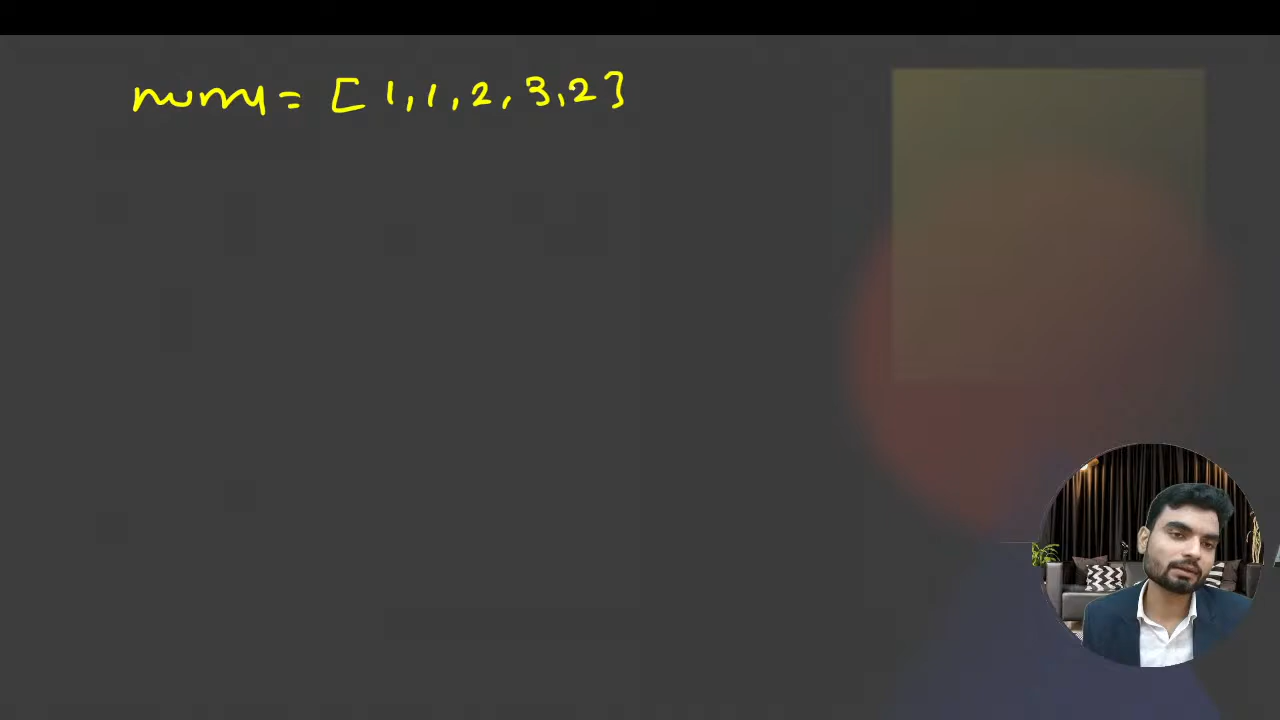 nums = [1,1,2,3,2]